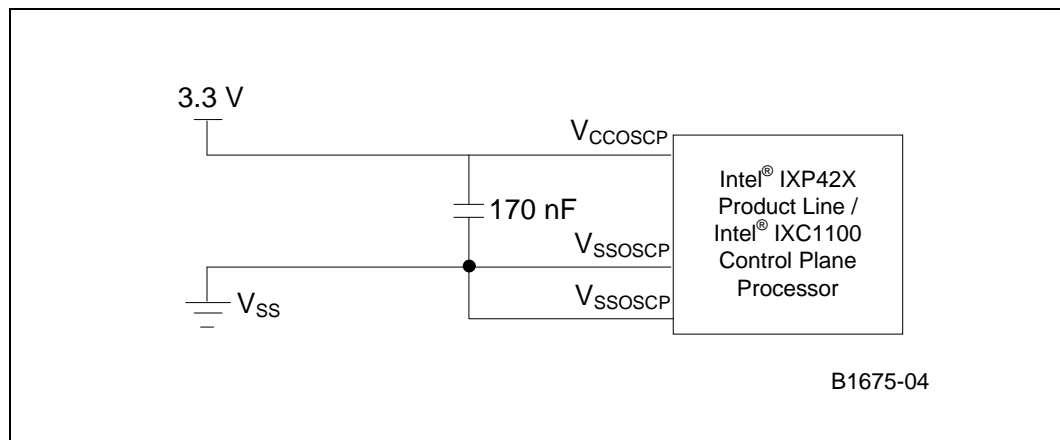 3.3 V
VCCOSCP
170 nF
VSSOSCP
VSS
VSSOSCP
Intel® IXP42X
Product Line /
Intel® IXC1100
Control Plane
Processor
B1675-04